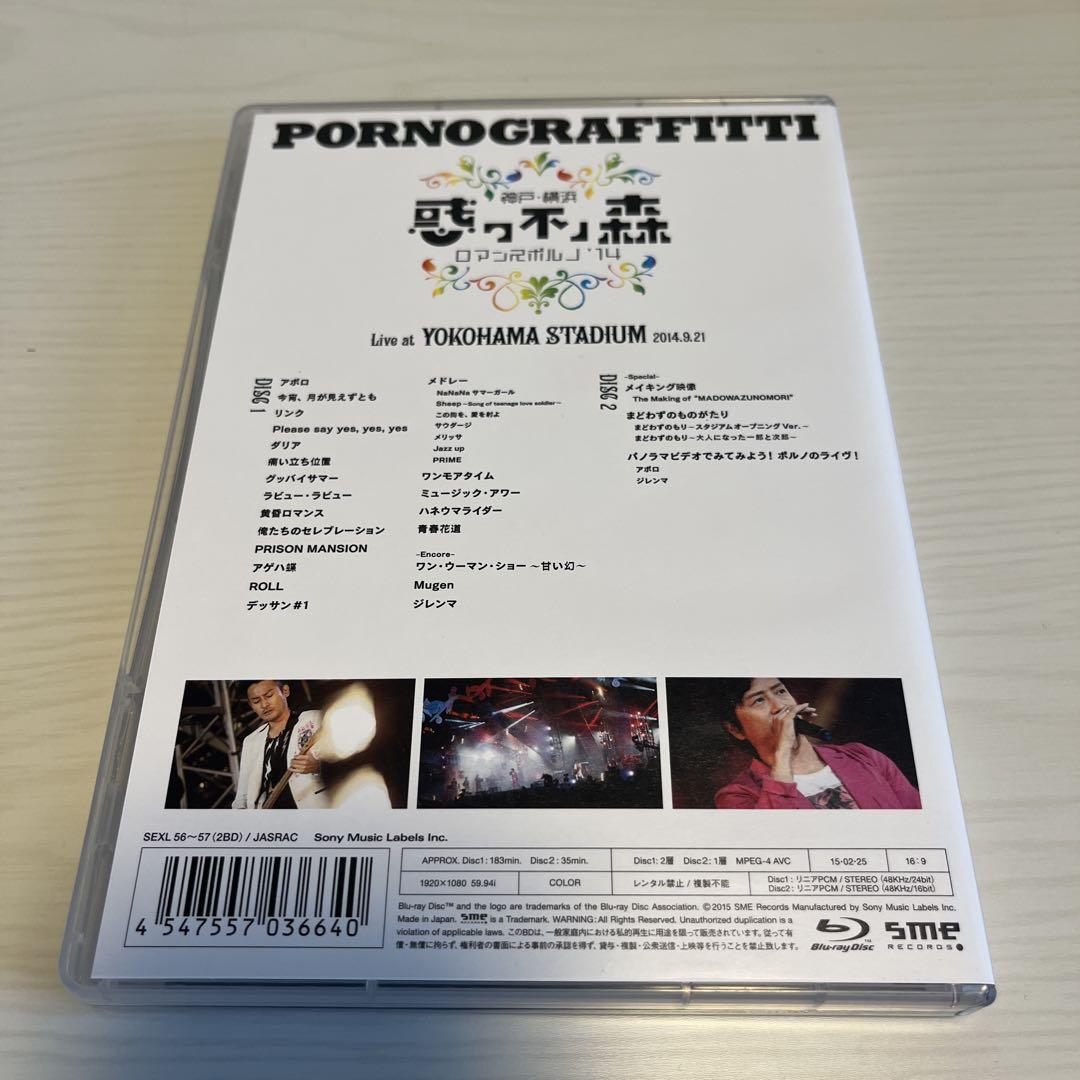 PORNOGRAFFITTI
神戸・横浜
惑ワ不ノ森
ロマンスポルノ'14
Live at YOKOHAMA STADIUM 2014.9.21
DISC 1
アポロ
今宵、月が見えずとも
リンク
Please say yes, yes, yes
ダリア
痛い立ち位置
グッバイサマー
ラビュー・ラビュー
黄昏ロマンス
俺たちのセレブレーション
PRISON MANSION
アゲハ蝶
ROLL
デッサン#1
メドレー
NaNaNa サマーガール
Sheep ~Song of teenage love soldier~
この胸を、愛を射よ
サウダージ
メリッサ
Jazz up
PRIME
ワンモアタイム
ミュージック・アワー
ハネウマライダー
青春花道
-Encore-
ワン・ウーマン・ショー ～甘い幻～
Mugen
ジレンマ
DISC 2
-Special-
メイキング映像
The Making of "MADOWAZUNOMORI"
まどわずのものがたり
まどわずのもり～スタジアムオープニング Ver.～
まどわずのもり～大人になった一郎と次郎～
パノラマビデオでみてみよう！ポルノのライヴ！
アポロ
ジレンマ
SEXL 56～57 (2BD) / JASRAC Sony Music Labels Inc.
4 547557 036640
APPROX. Disc1: 183min. Disc2: 35min.
Disc1: 2層 Disc2: 1層 MPEG-4 AVC
15・02・25
16：9
1920×1080 59.94i
COLOR
レンタル禁止 / 複製不能
Disc1: リニアPCM / STEREO (48KHz/24bit)
Disc2: リニアPCM / STEREO (48KHz/16bit)
Blu-ray Disc™ and the logo are trademarks of the Blu-ray Disc Association. ©2015 SME Records Manufactured by Sony Music Labels Inc.
Made in Japan. sme is a Trademark. WARNING: All Rights Reserved. Unauthorized duplication is a
violation of applicable laws. このBDは、一般家庭内における私的再生に用途を限って販売されています。従って有
償・無償に拘らず、権利者の書面による事前の承認を得ず、貸与・複製・公衆送信・上映等を行うことを禁止致します。
Blu-ray Disc™
sme
RECORDS